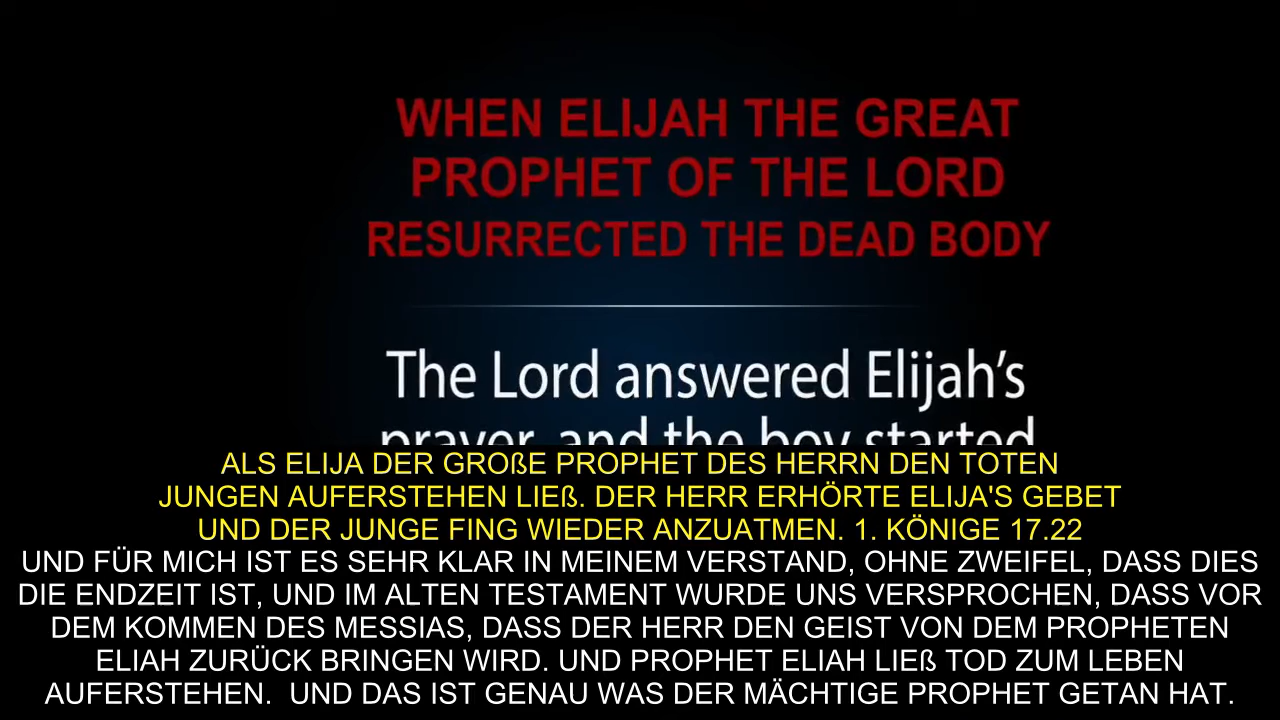 WHEN ELIJAH THE GREAT
PROPHET OF THE LORD
RESURRECTED THE DEAD BODY
The Lord answered Elijah’s
prayer, and the boy started
ALS ELIJA DER GROßE PROPHET DES HERRN DEN TOTEN
JUNGEN AUFERSTEHEN LIEß. DER HERR ERHÖRTE ELIJA'S GEBET
UND DER JUNGE FING WIEDER ANZUATMEN. 1. KÖNIGE 17.22
UND FÜR MICH IST ES SEHR KLAR IN MEINEM VERSTAND, OHNE ZWEIFEL, DASS DIES
DIE ENDZEIT IST, UND IM ALTEN TESTAMENT WURDE UNS VERSPROCHEN, DASS VOR
DEM KOMMEN DES MESSIAS, DASS DER HERR DEN GEIST VON DEM PROPHETEN
ELIAH ZURÜCK BRINGEN WIRD. UND PROPHET ELIAH LIEß TOD ZUM LEBEN
AUFERSTEHEN.  UND DAS IST GENAU WAS DER MÄCHTIGE PROPHET GETAN HAT.